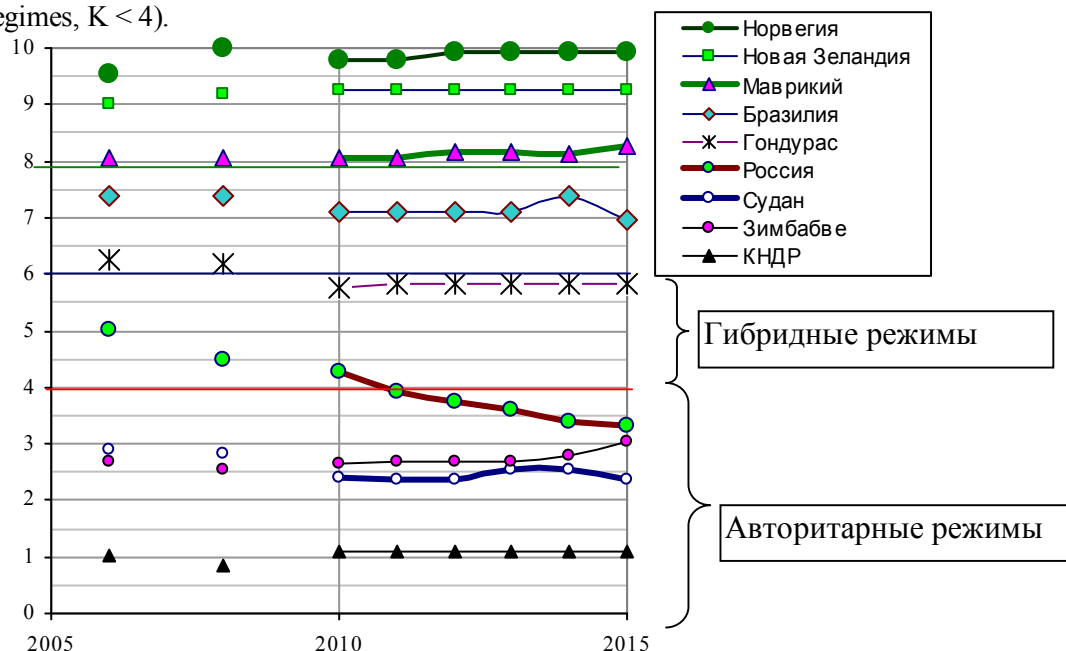 egimes, K < 4).
10
9
8
7
6
5
4
3
2
1
0
2005
2010
2015
Норвегия
Новая Зеландия
Маврикий
Бразилия
Гондурас
Россия
Судан
Зимбабве
КНДР
Гибридные режимы
Авторитарные режимы